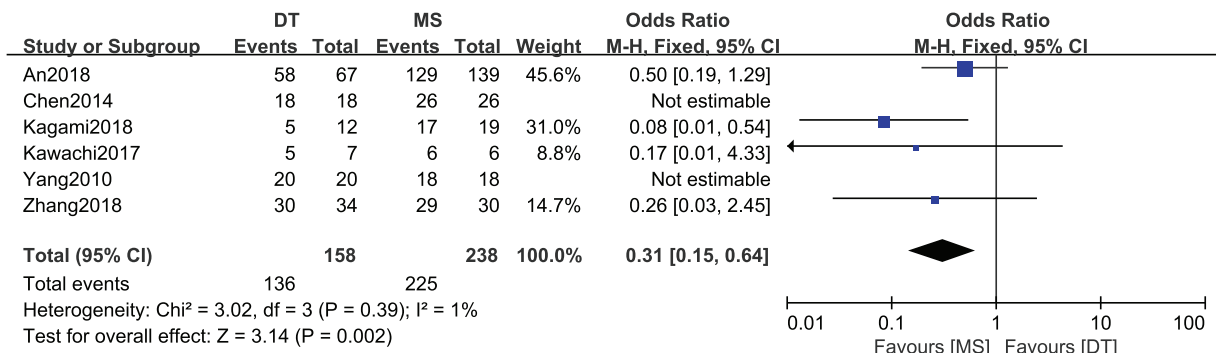 DT MS Odds Ratio Odds Ratio
Study or Subgroup Events Total Events Total Weight M-H, Fixed, 95% CI M-H, Fixed, 95% CI
An2018 58 67 129 139 45.6% 0.50 [0.19, 1.29]
Chen2014 18 18 26 26 Not estimable
Kagami2018 5 12 17 19 31.0% 0.08 [0.01, 0.54]
Kawachi2017 5 7 6 6 8.8% 0.17 [0.01, 4.33]
Yang2010 20 20 18 18 Not estimable
Zhang2018 30 34 29 30 14.7% 0.26 [0.03, 2.45]
Total (95% CI) 158 238 100.0% 0.31 [0.15, 0.64]
Total events 136 225
Heterogeneity: Chi² = 3.02, df = 3 (P = 0.39); I² = 1%
Test for overall effect: Z = 3.14 (P = 0.002)
0.01 0.1 1 10 100
Favours [MS] Favours [DT]